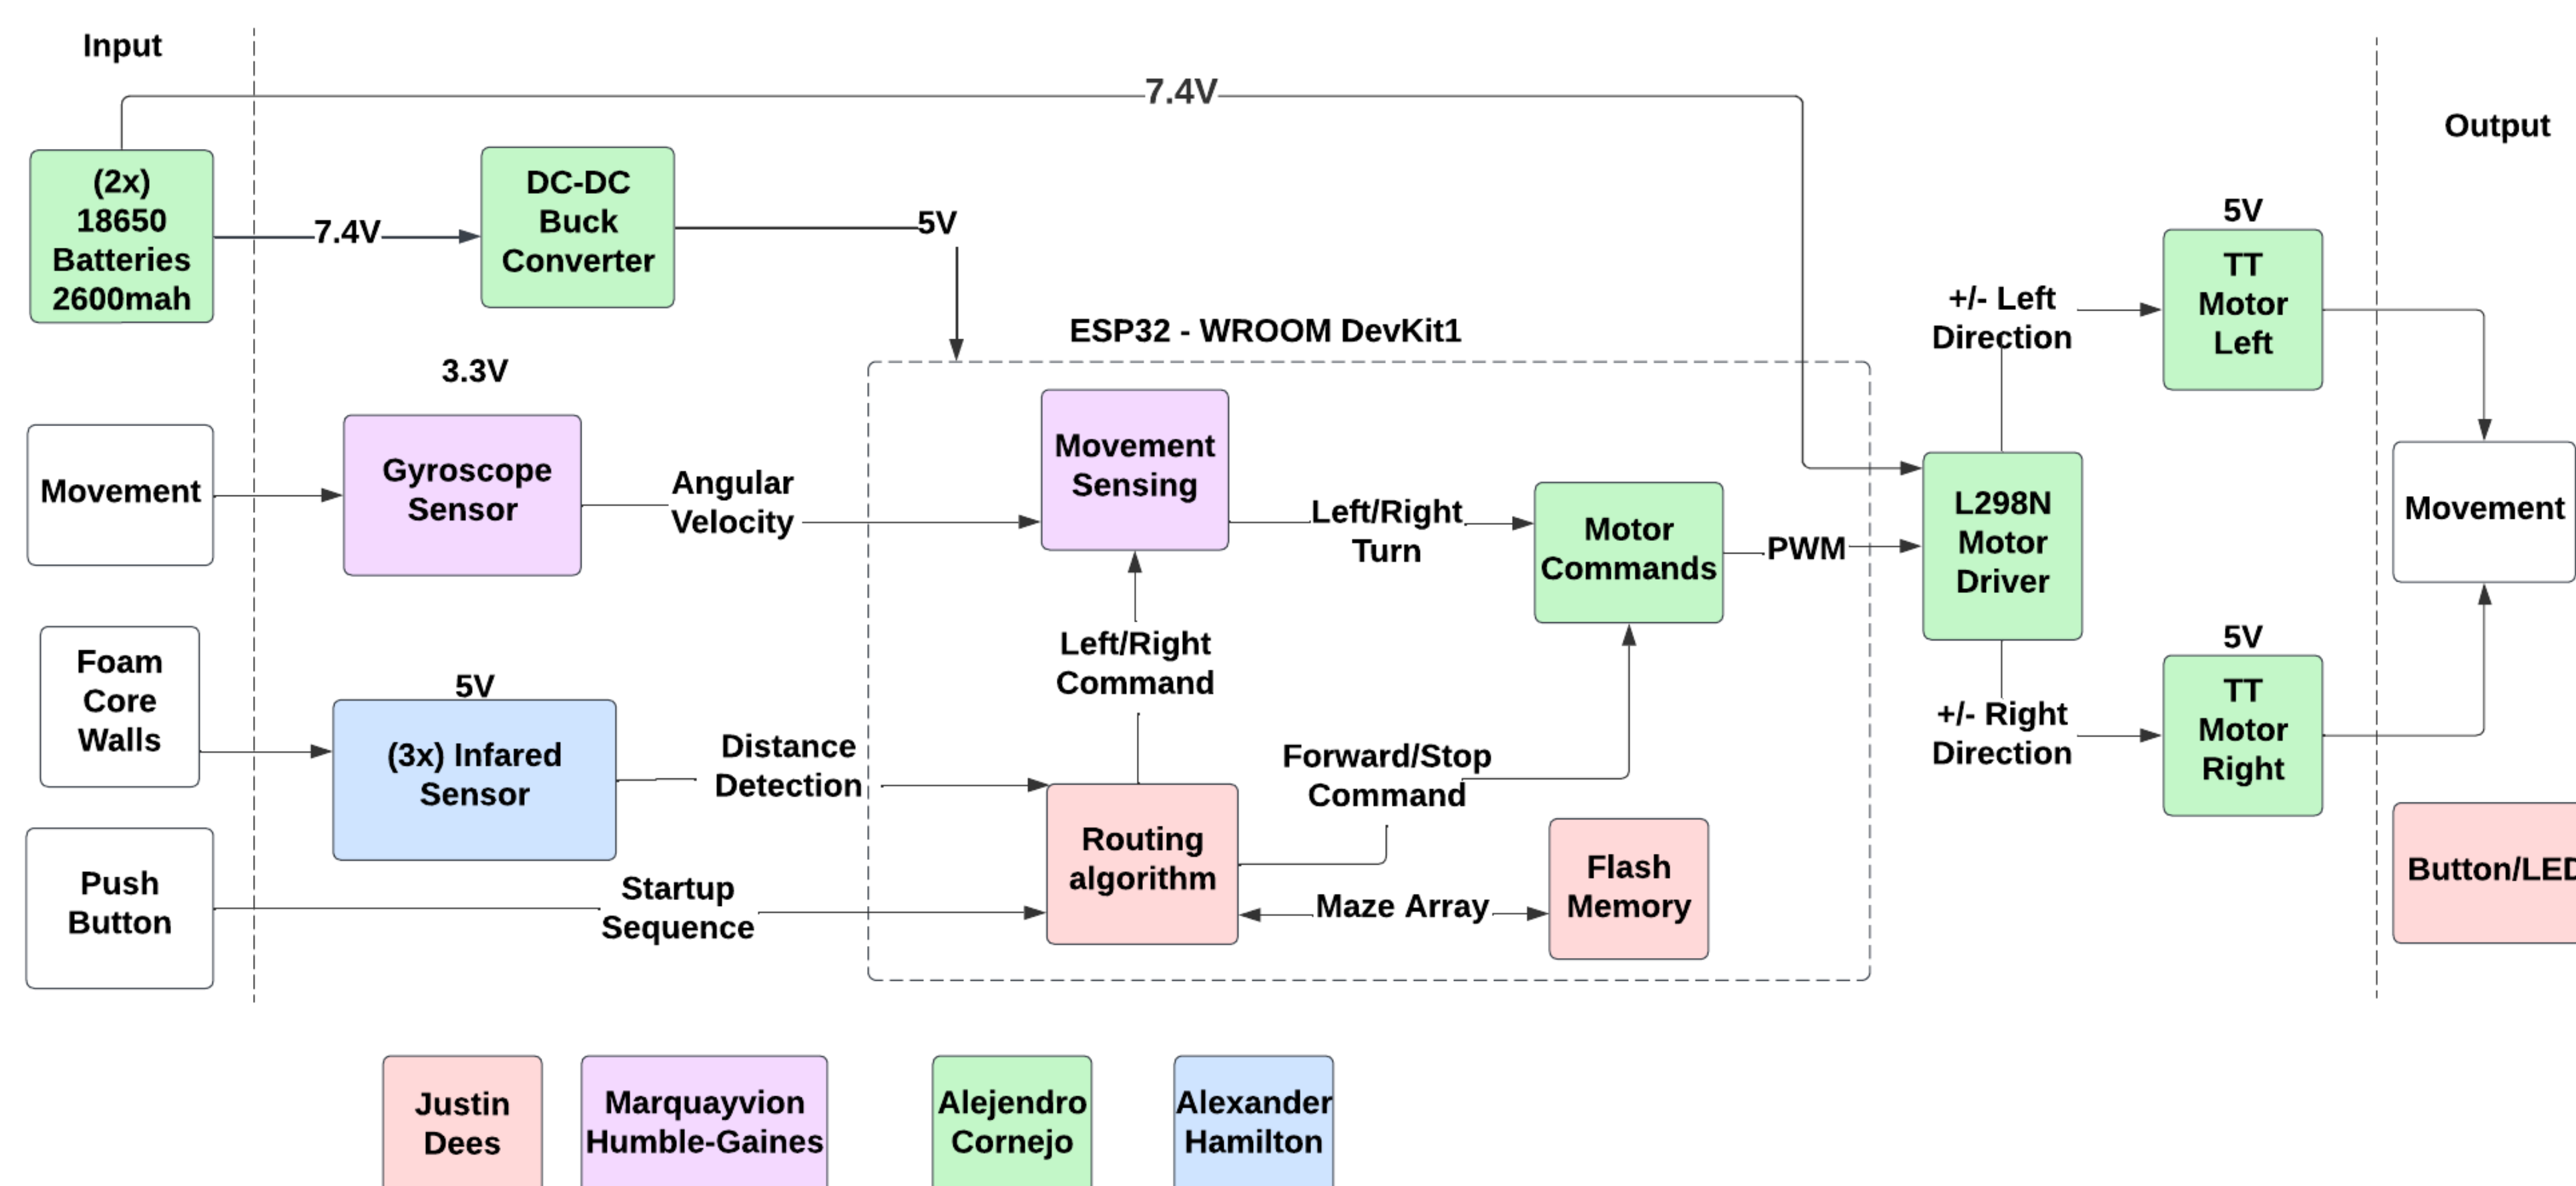 Input
7.4V
Output
(2x)
18650
Batteries
2600mah
7.4V
DC-DC
Buck
Converter
5V
5V
TT
Motor
Left
+/- Left
Direction
ESP32 - WROOM DevKit1
3.3V
Movement
Gyroscope
Sensor
Angular
Velocity
Movement
Sensing
Left/Right
Turn
Motor
Commands
PWM
L298N
Motor
Driver
Movement
Foam
Core
Walls
5V
(3x) Infared
Sensor
Distance
Detection
Left/Right
Command
Forward/Stop
Command
+/- Right
Direction
5V
TT
Motor
Right
Push
Button
Startup
Sequence
Routing
algorithm
Maze Array
Flash
Memory
Button/LED
Justin
Dees
Marquayvion
Humble-Gaines
Alejendro
Cornejo
Alexander
Hamilton